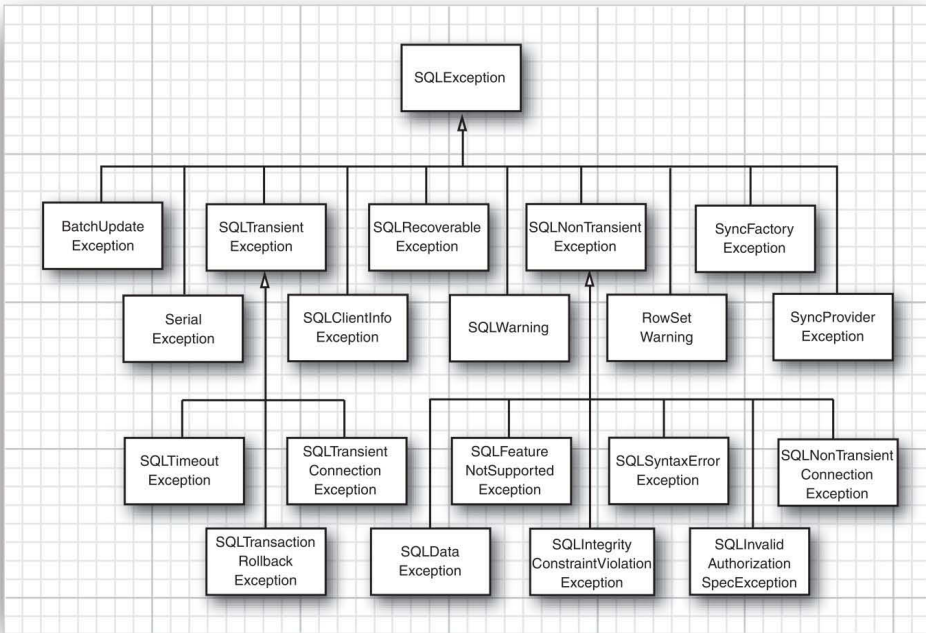 SQLException
BatchUpdate
Exception
SQLTransient
Exception
SQLRecoverable
Exception
SQLNonTransient
Exception
SyncFactory
Exception
Serial
Exception
SQLClientInfo
Exception
SQLWarning
RowSet
Warning
SyncProvider
Exception
SQLTimeout
Exception
SQLTransient
Connection
Exception
SQLFeature
NotSupported
Exception
SQLSyntaxError
Exception
SQLNonTransient
Connection
Exception
SQLTransaction
Rollback
Exception
SQLData
Exception
SQLIntegrity
ConstraintViolation
Exception
SQLInvalid
Authorization
SpecException